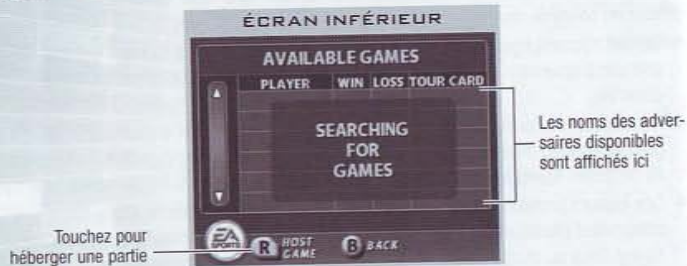 ÉCRAN INFÉRIEUR
AVAILABLE GAMES
PLAYER WIN LOSS TOUR CARD
SEARCHING
FOR
GAMES
Les noms des adver-
saires disponibles
sont affichés ici
Touchez pour
héberger une partie
EA
SPORTS
R HOST
GAME
B BACK